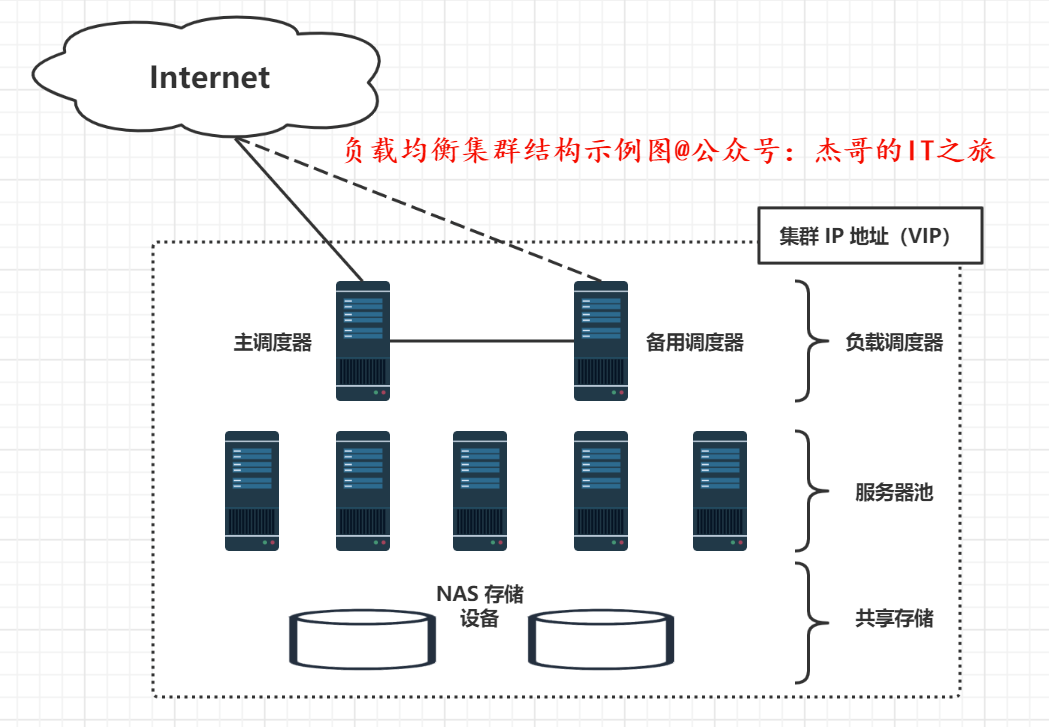 Internet
负载均衡集群结构示例图@公众号：杰哥的IT之旅
集群 IP 地址（VIP）
主调度器
备用调度器
负载调度器
服务器池
NAS 存储
设备
共享存储